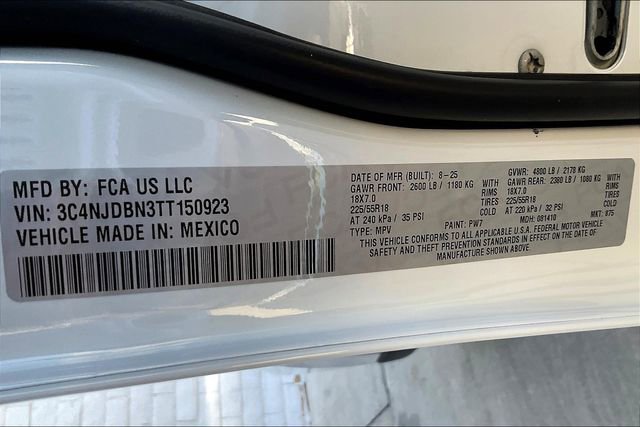 MFD BY: FCA US LLC
VIN: 3C4NJDBN3TT150923
VEHICLE MADE IN: MEXICO
DATE OF MFR (BUILT): 8-25
GAWR FRONT: 2600 LB / 1180 KG WITH
18X7.0 RIMS
225/55R18 TIRES
AT 240 kPa / 35 PSI COLD
TYPE: MPV PAINT: PW7
GVWR: 4800 LB / 2178 KG
GAWR REAR: 2380 LB / 1080 KG WITH
18X7.0 RIMS
225/55R18 TIRES
AT 220 kPa / 32 PSI COLD
MDH: 081410 MKT: 875
THIS VEHICLE CONFORMS TO ALL APPLICABLE U.S.A. FEDERAL MOTOR VEHICLE
SAFETY AND THEFT PREVENTION STANDARDS IN EFFECT ON THE DATE OF
MANUFACTURE SHOWN ABOVE.